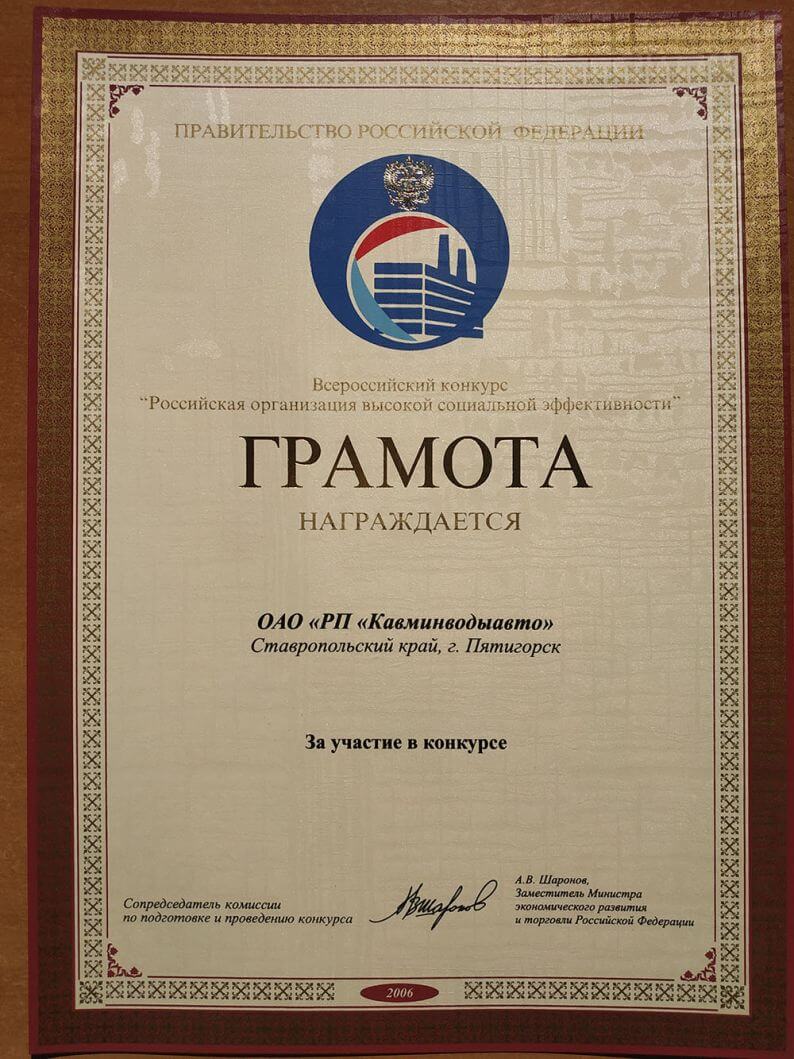 ПРАВИТЕЛЬСТВО РОССИЙСКОЙ ФЕДЕРАЦИИ
Всероссийский конкурс
“Российская организация высокой социальной эффективности”
ГРАМОТА
НАГРАЖДАЕТСЯ
ОАО «РП «Кавминводыавто»
Ставропольский край, г. Пятигорск
За участие в конкурсе
Сопредседатель комиссии
по подготовке и проведению конкурса
А.В. Шаронов,
Заместитель Министра
экономического развития
и торговли Российской Федерации
2006